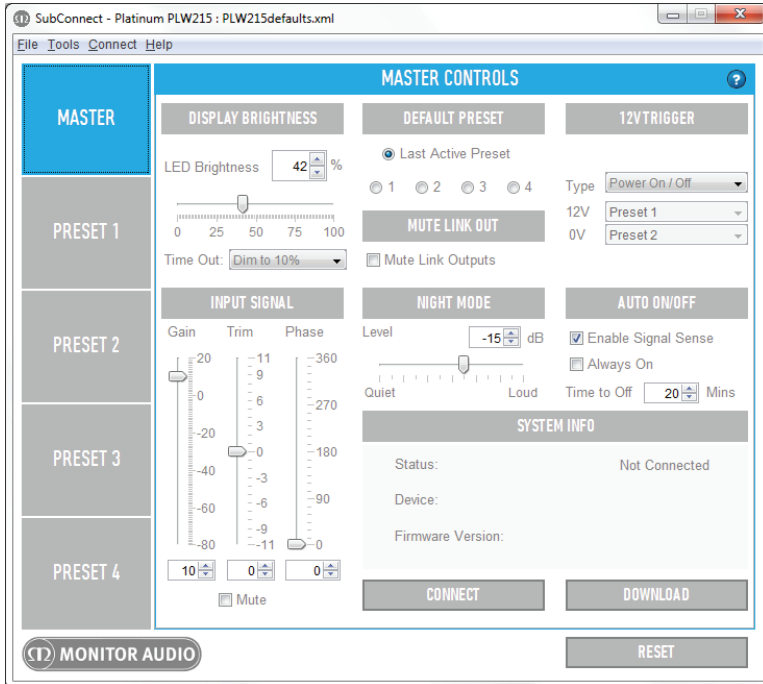 SubConnect - Platinum PLW215 : PLW215defaults.xml
File Tools Connect Help
MASTER
PRESET 1
PRESET 2
PRESET 3
PRESET 4
MASTER CONTROLS
?
DISPLAY BRIGHTNESS
LED Brightness 42 %
0 25 50 75 100
Time Out: Dim to 10%
DEFAULT PRESET
Last Active Preset
1 2 3 4
MUTE LINK OUT
Mute Link Outputs
12V TRIGGER
Type Power On / Off
12V Preset 1
0V Preset 2
INPUT SIGNAL
Gain Trim Phase
20 11 360
9
0 6 270
-20 3
0 180
-40 -3
-60 -6 90
-9
-80 -11 0
10 0 0
Mute
NIGHT MODE
Level -15 dB
Quiet Loud
AUTO ON/OFF
Enable Signal Sense
Always On
Time to Off 20 Mins
SYSTEM INFO
Status: Not Connected
Device:
Firmware Version:
CONNECT
DOWNLOAD
MONITOR AUDIO
RESET